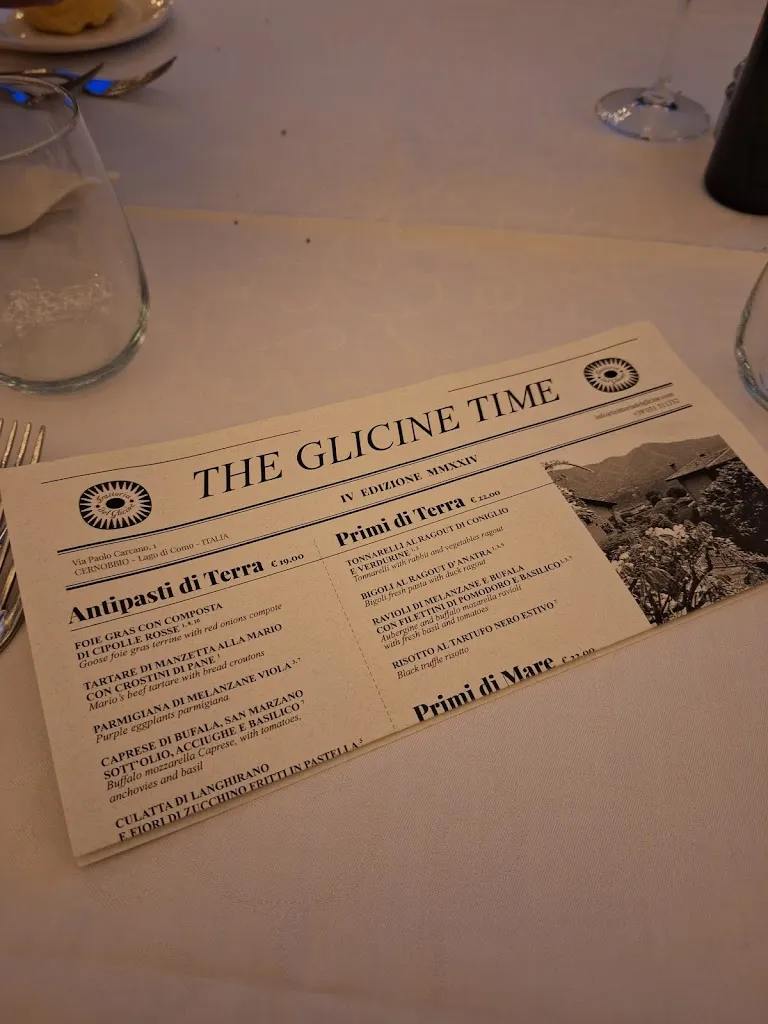 THE GLICINE TIME
Trattoria
del Glicine
IV EDIZIONE MMXXIV
Via Paolo Carcano, 1
CERNOBBIO - Lago di Como - ITALIA
Antipasti di Terra € 19.00
FOIE GRAS CON COMPOSTA
DI CIPOLLE ROSSE
Goose foie gras terrine with red onions compote
TARTARE DI MANZETTA ALLA MARIO
CON CROSTINI DI PANE
Mario's beef tartare with bread croutons
PARMIGIANA DI MELANZANE VIOLA
Purple eggplants parmigiana
CAPRESE DI BUFALA, SAN MARZANO
SOTT'OLIO, ACCIUGHE E BASILICO
Buffalo mozzarella Caprese, with tomatoes,
anchovies and basil
CULATTA DI LANGHIRANO
E FIORI DI ZUCCHINO FRITTI IN PASTELLA
Primi di Terra € 22.00
TONNARELLI AL RAGOUT DI CONIGLIO
E VERDURINE
Tonnarelli with rabbit and vegetables ragout
BIGOLI AL RAGOUT D'ANATRA
Bigoli fresh pasta with duck ragout
RAVIOLI DI MELANZANE E BUFALA
CON FILETTINI DI POMODORO E BASILICO
Aubergine and buffalo mozarella ravioli
with fresh basil and tomatoes
RISOTTO AL TARTUFO NERO ESTIVO
Black truffle risotto
Primi di Mare € 22.00